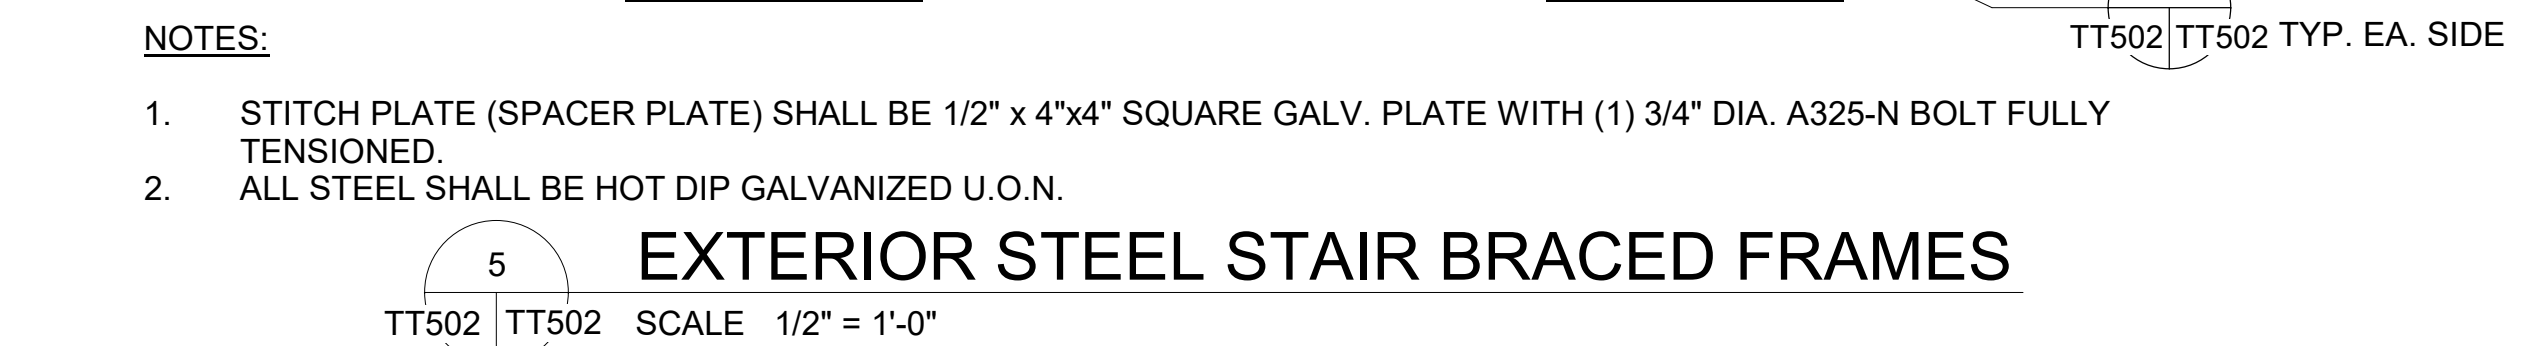 NOTES:
TT502 TT502 TYP. EA. SIDE
1. STITCH PLATE (SPACER PLATE) SHALL BE 1/2" x 4"x4" SQUARE GALV. PLATE WITH (1) 3/4" DIA. A325-N BOLT FULLY
TENSIONED.
2. ALL STEEL SHALL BE HOT DIP GALVANIZED U.O.N.
5
EXTERIOR STEEL STAIR BRACED FRAMES
TT502 TT502 SCALE 1/2" = 1'-0"